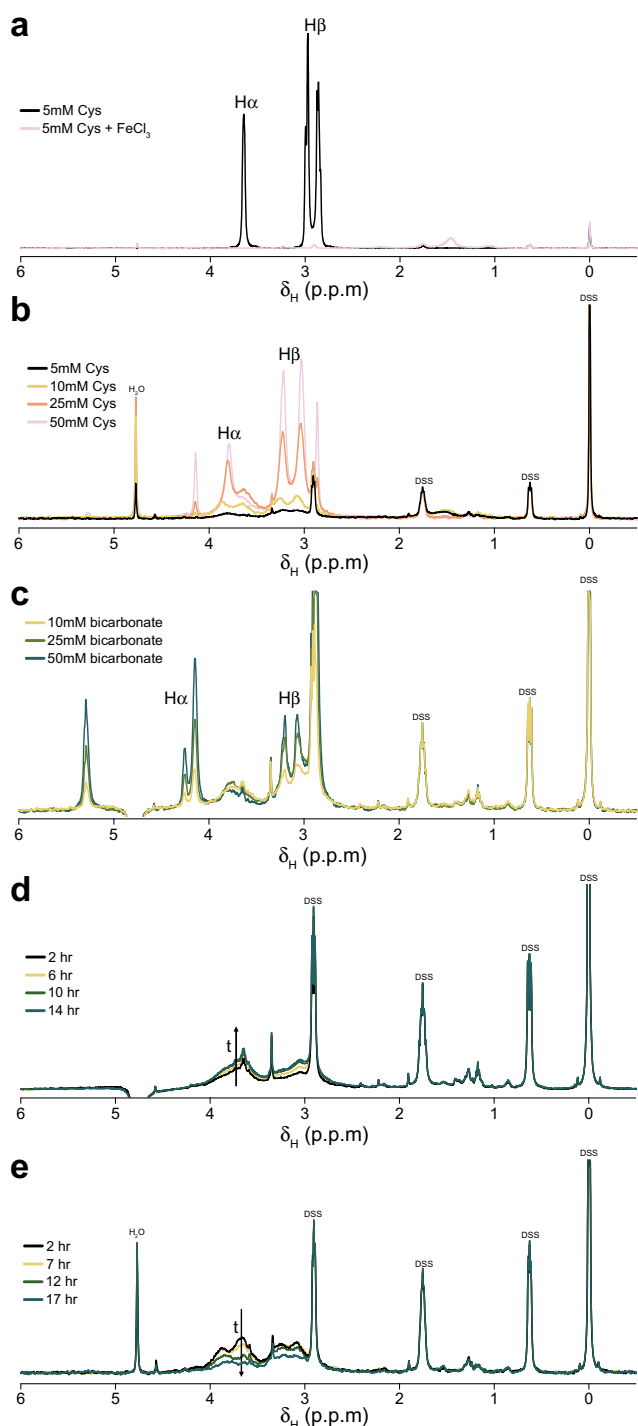 a
Hβ
Hα
5mM Cys
5mM Cys + FeCl₃
6 5 4 3 2 1 0
δH (p.p.m)
b
DSS
Hβ
5mM Cys
10mM Cys
25mM Cys
50mM Cys
H₂O
Hα
DSS
DSS
6 5 4 3 2 1 0
δH (p.p.m)
c
DSS
10mM bicarbonate
25mM bicarbonate
50mM bicarbonate
Hα
Hβ
DSS
DSS
6 5 4 3 2 1 0
δH (p.p.m)
d
DSS
DSS
2 hr
6 hr
10 hr
14 hr
DSS
DSS
t
6 5 4 3 2 1 0
δH (p.p.m)
e
DSS
H₂O
DSS
2 hr
7 hr
12 hr
17 hr
DSS
DSS
t
6 5 4 3 2 1 0
δH (p.p.m)